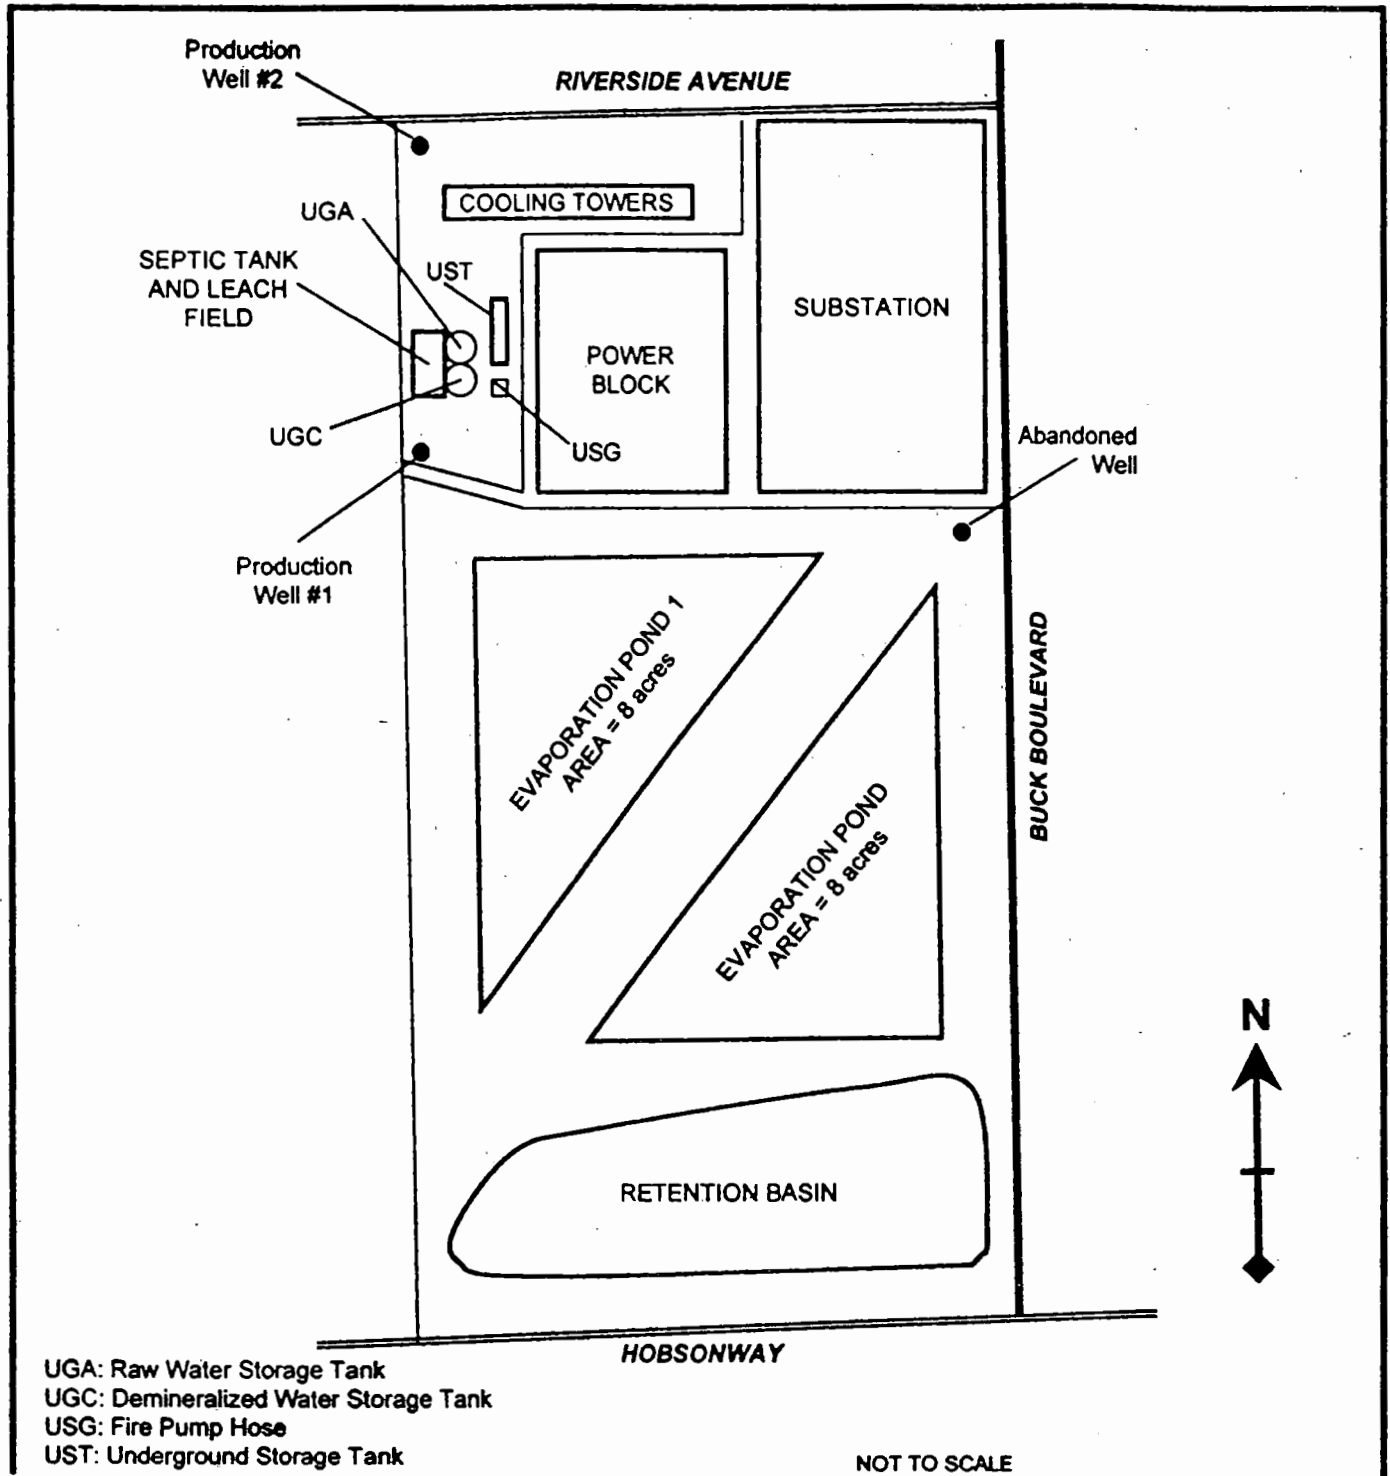 Production
Well #2
RIVERSIDE AVENUE
COOLING TOWERS
UGA
SEPTIC TANK
AND LEACH
FIELD
UST
SUBSTATION
POWER
BLOCK
UGC
USG
Abandoned
Well
Production
Well #1
EVAPORATION POND 1
AREA = 8 acres
BUCK BOULEVARD
EVAPORATION POND
AREA = 8 acres
N
RETENTION BASIN
HOBSONWAY
UGA: Raw Water Storage Tank
UGC: Demineralized Water Storage Tank
USG: Fire Pump Hose
UST: Underground Storage Tank
NOT TO SCALE